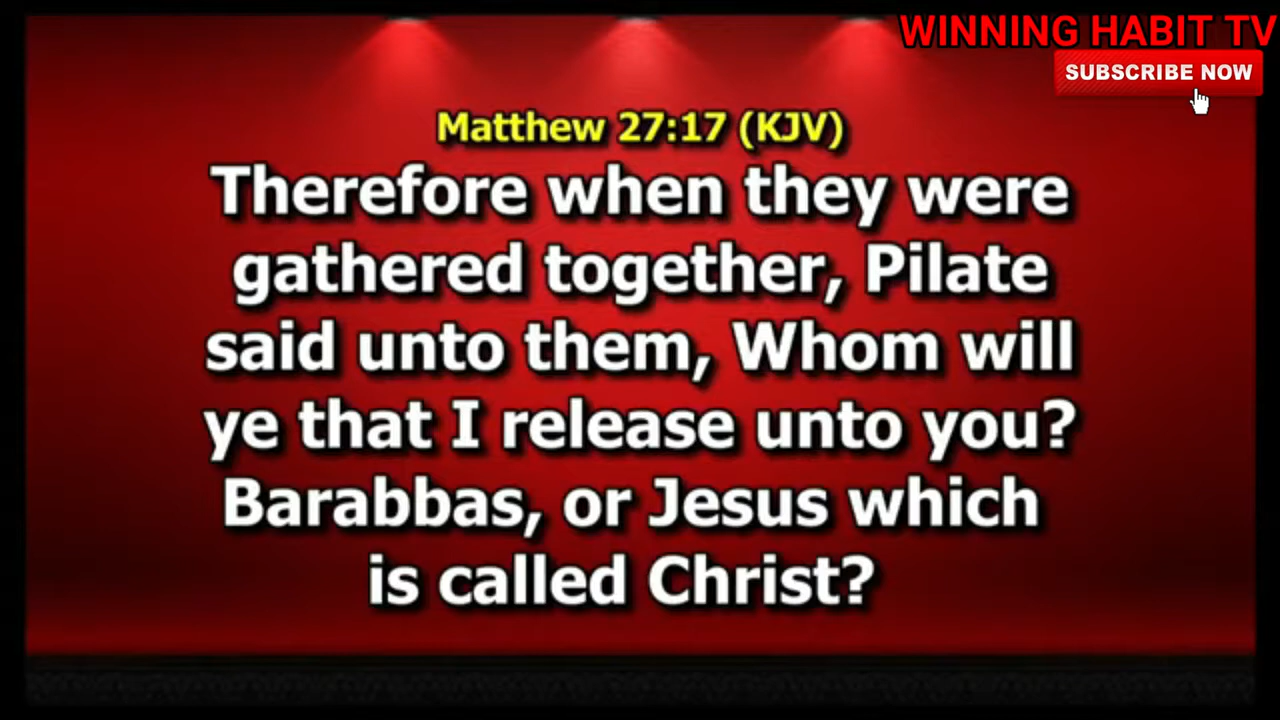 WINNING HABIT TV
SUBSCRIBE NOW
Matthew 27:17 (KJV)
Therefore when they were
gathered together, Pilate
said unto them, Whom will
ye that I release unto you?
Barabbas, or Jesus which
is called Christ?